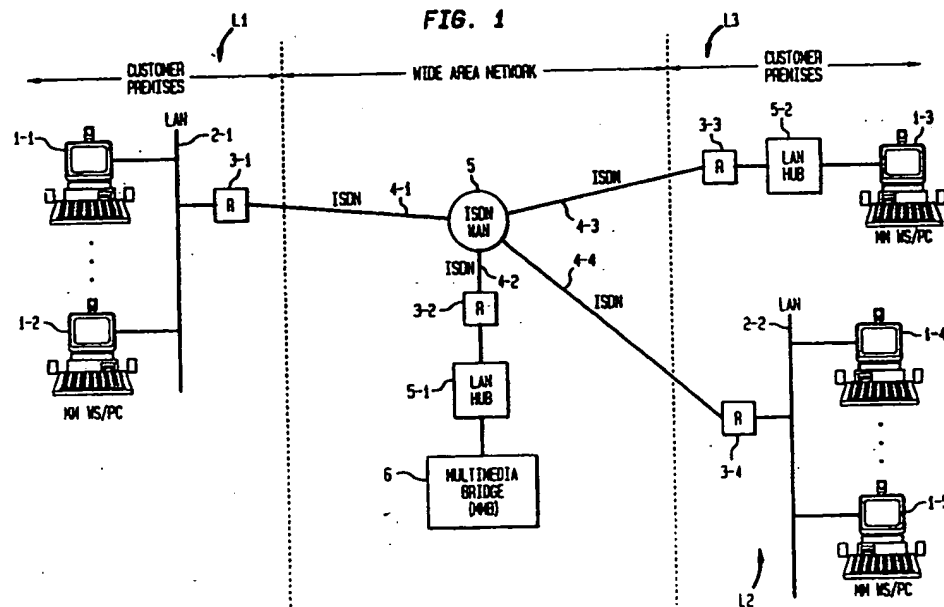 FIG. 1
L1
L3
CUSTOMER
PREMISES
WIDE AREA NETWORK
CUSTOMER
PREMISES
1-1
LAN
2-1
3-1
R
ISDN
4-1
5
ISDN
WAN
ISDN
4-3
3-3
R
5-2
LAN
HUB
1-3
MM WS/PC
1-2
MM WS/PC
ISDN
4-2
3-2
R
5-1
LAN
HUB
6
MULTIMEDIA
BRIDGE
(MMB)
4-4
ISDN
LAN
2-2
1-4
R
3-4
1-5
L2
MM WS/PC